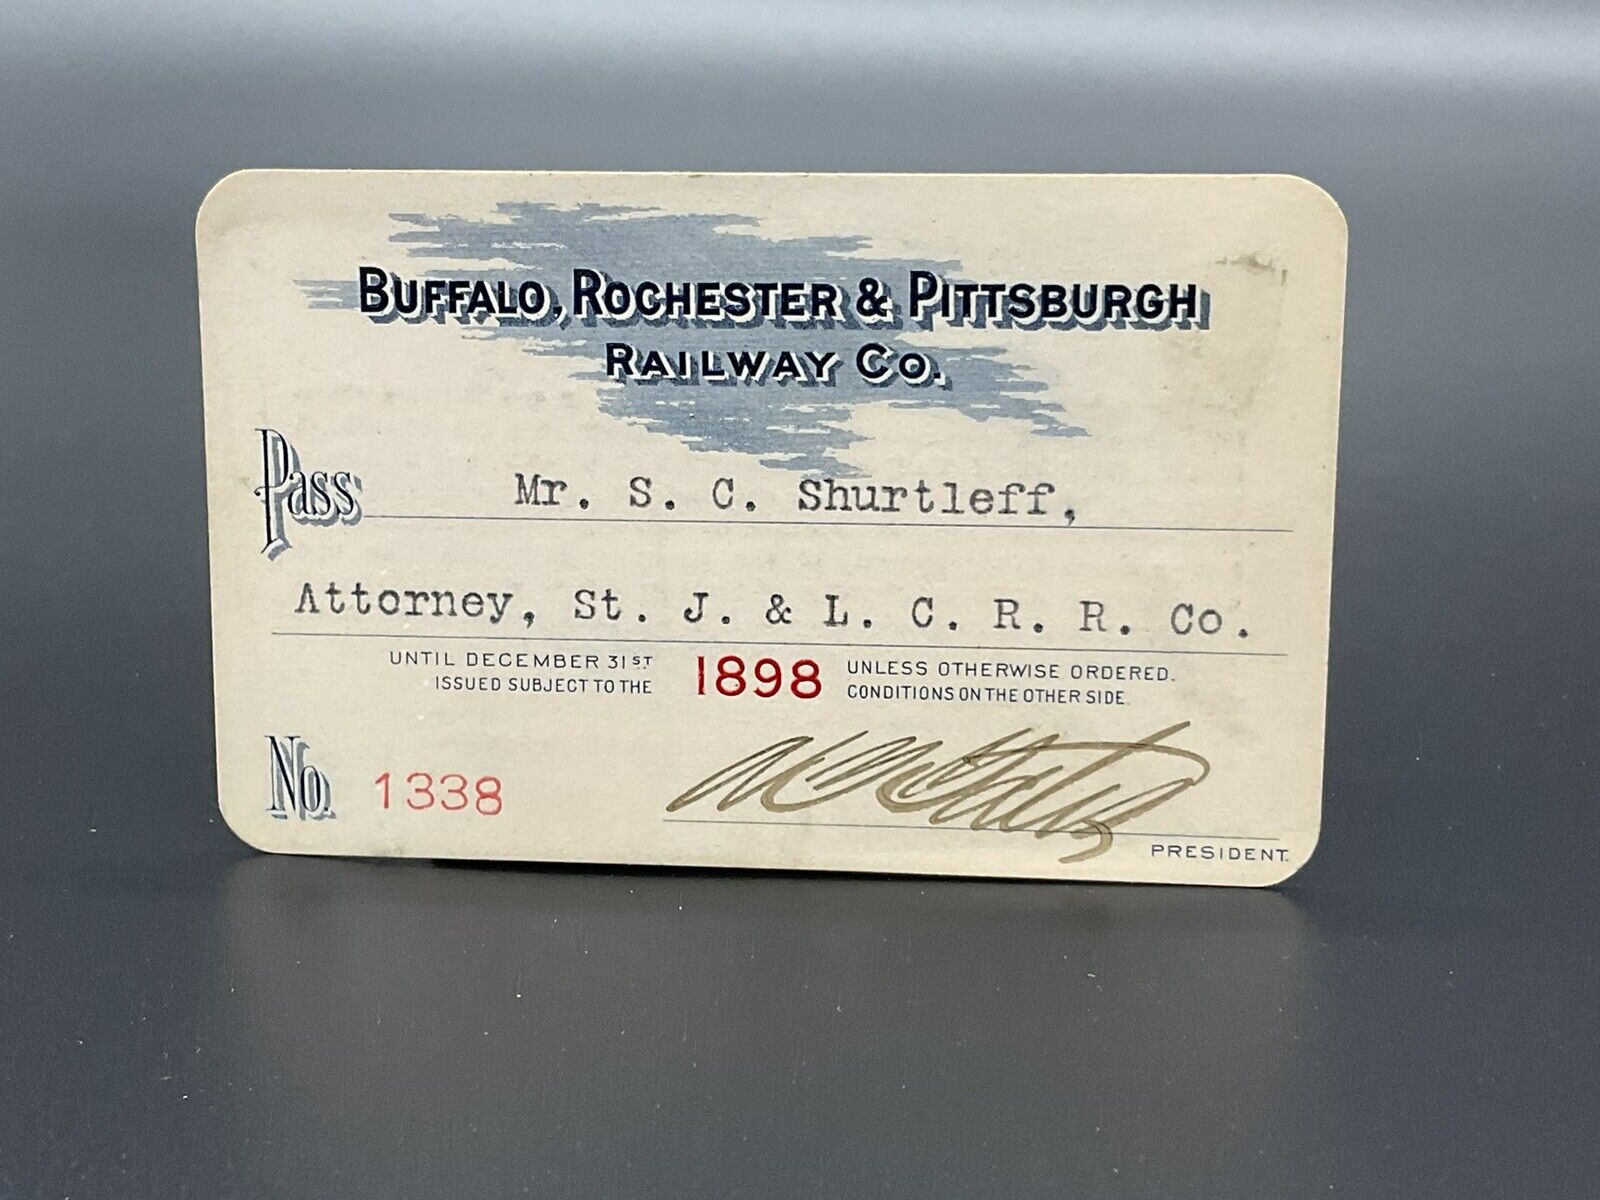 BUFFALO, ROCHESTER & PITTSBURGH
RAILWAY CO.
Pass Mr. S. C. Shurtleff,
Attorney, St. J. & L. C. R. R. Co.
UNTIL DECEMBER 31ST 1898 UNLESS OTHERWISE ORDERED.
ISSUED SUBJECT TO THE CONDITIONS ON THE OTHER SIDE.
No. 1338
PRESIDENT.